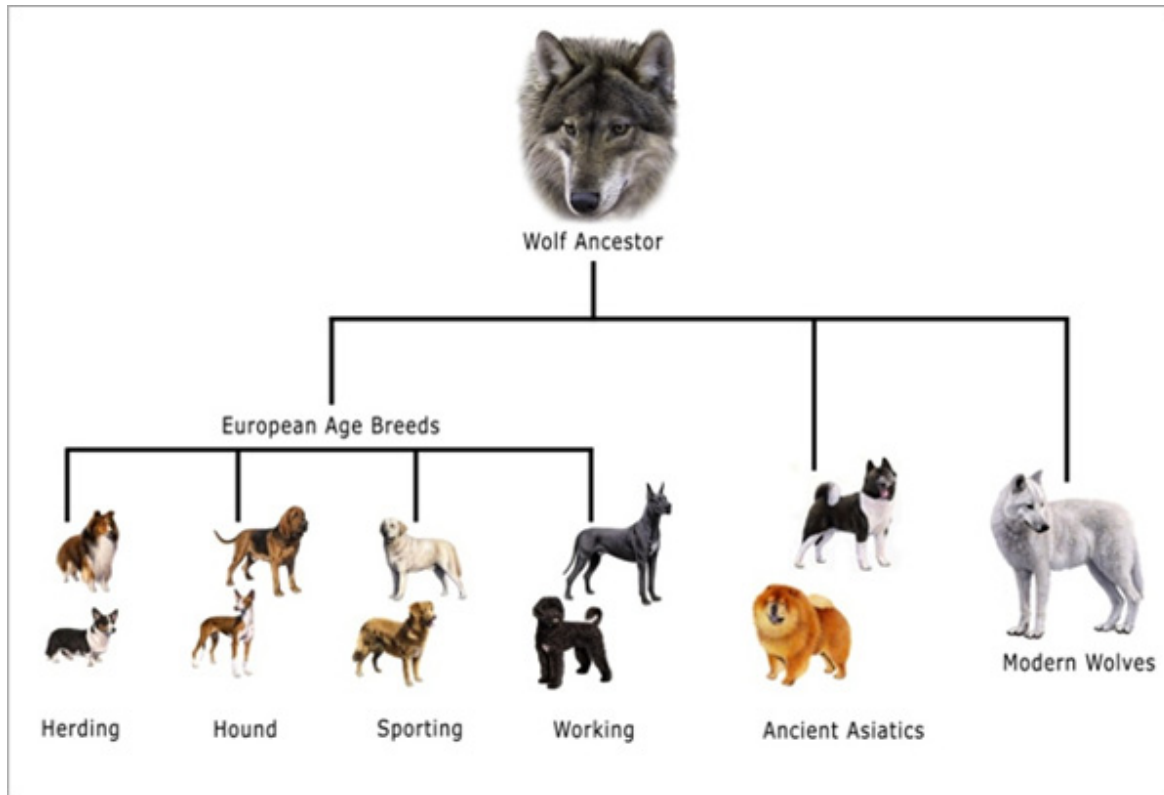 Wolf Ancestor
European Age Breeds
Modern Wolves
Herding
Hound
Sporting
Working
Ancient Asiatics